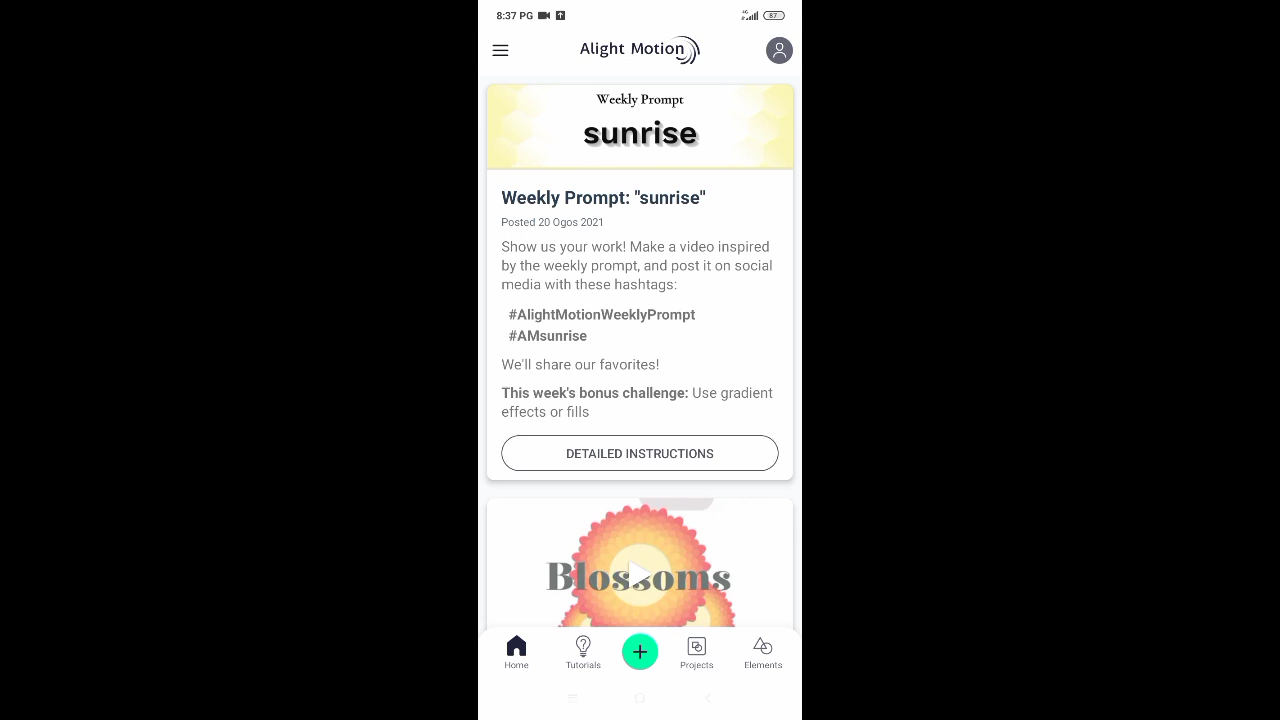 8:37 PG
4G
87
Alight Motion
Weekly Prompt
sunrise
Weekly Prompt: "sunrise"
Posted 20 Ogos 2021
Show us your work! Make a video inspired
by the weekly prompt, and post it on social
media with these hashtags:
#AlightMotionWeeklyPrompt
#AMsunrise
We'll share our favorites!
This week's bonus challenge: Use gradient
effects or fills
DETAILED INSTRUCTIONS
Blossoms
Home
Tutorials
Projects
Elements